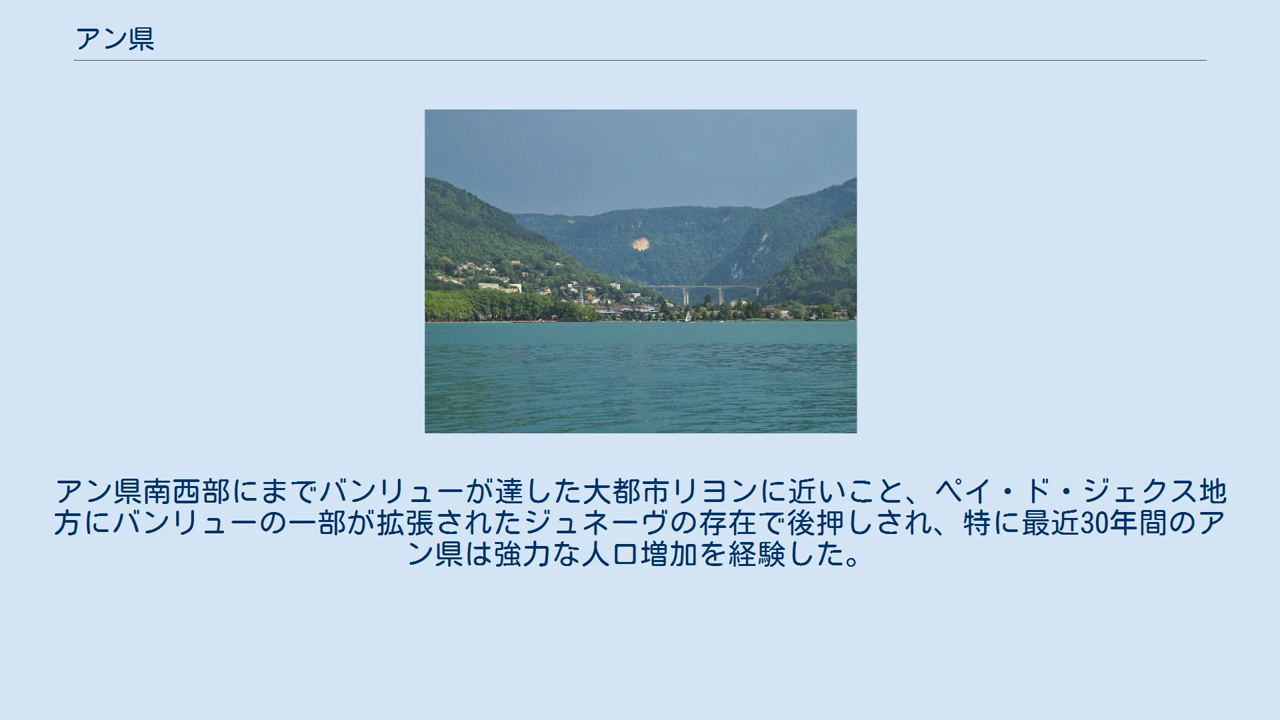 アン県
アン県南西部にまでバンリューが達した大都市リヨンに近いこと、ペイ・ド・ジェクス地
方にバンリューの一部が拡張されたジュネーヴの存在で後押しされ、特に最近30年間のア
ン県は強力な人口増加を経験した。